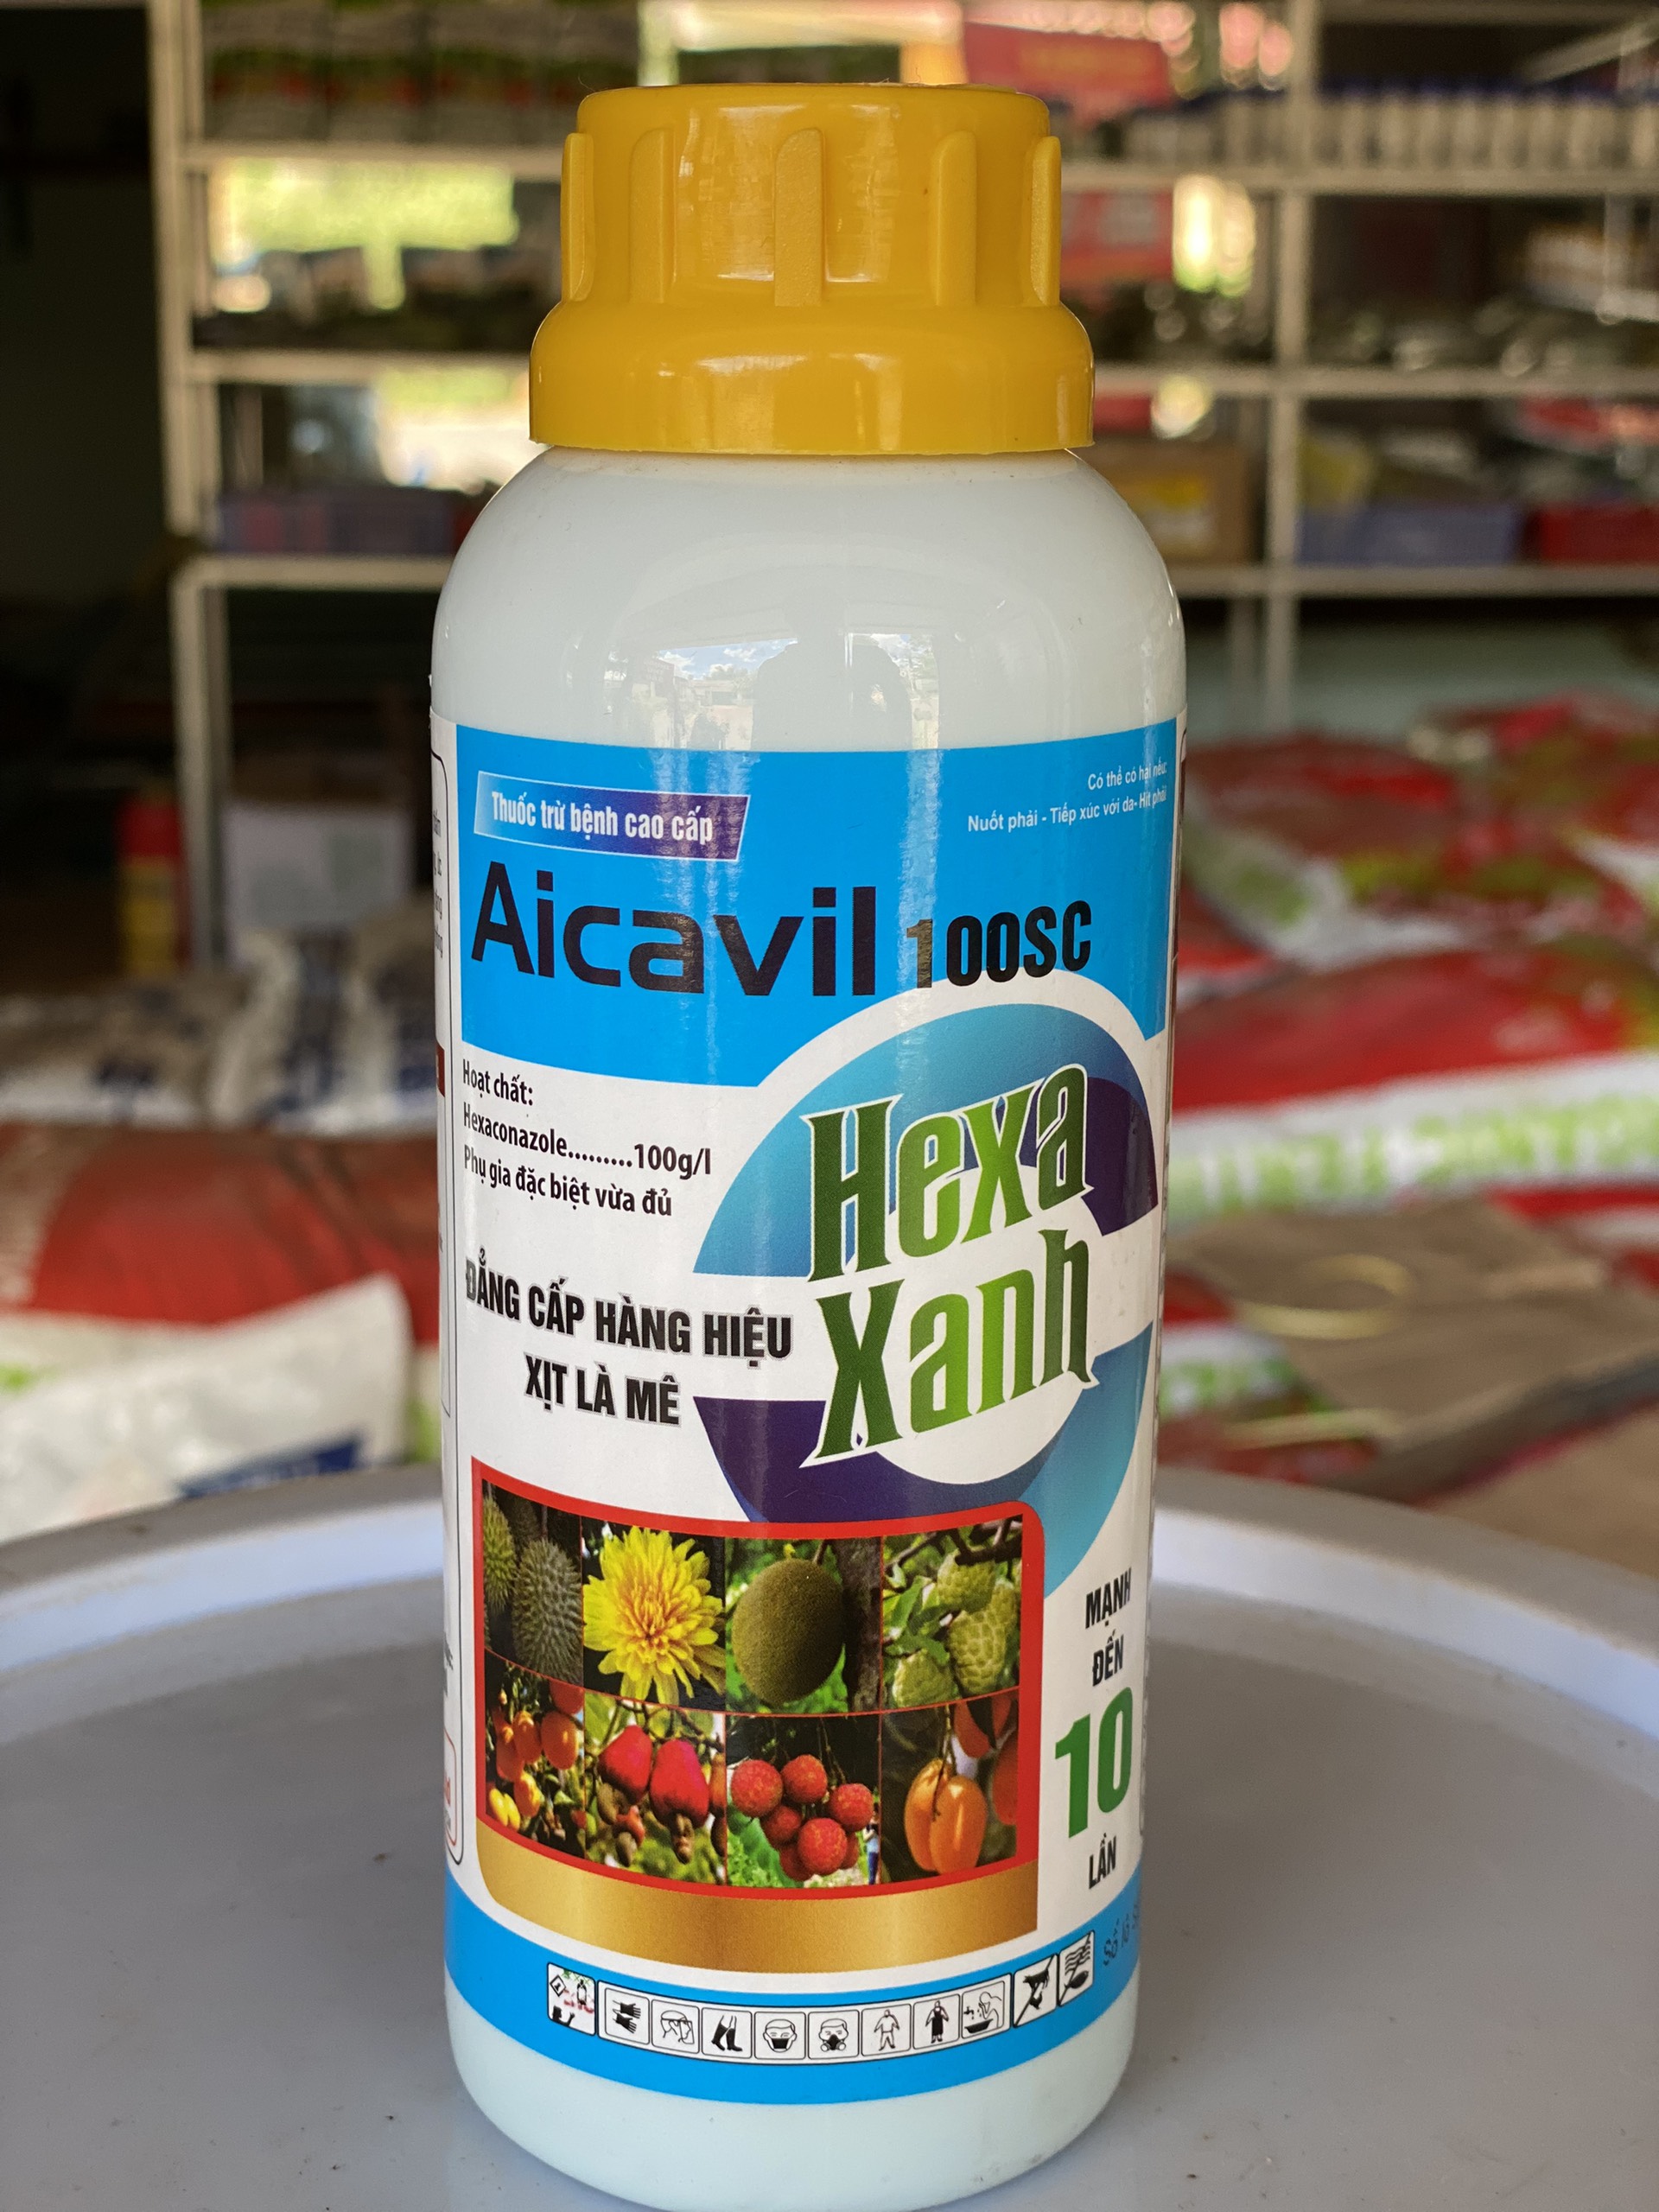 Thuốc trừ bệnh cao cấp
Có thể có hại nếu:
Nuốt phải - Tiếp xúc với da- Hít phải
Aicavil 100SC
Hoạt chất:
Hexaconazole.........100g/l
Phụ gia đặc biệt vừa đủ
Hexa
Xanh
ĐẲNG CẤP HÀNG HIỆU
XỊT LÀ MÊ
MẠNH
ĐẾN
10
LẦN
Số lô